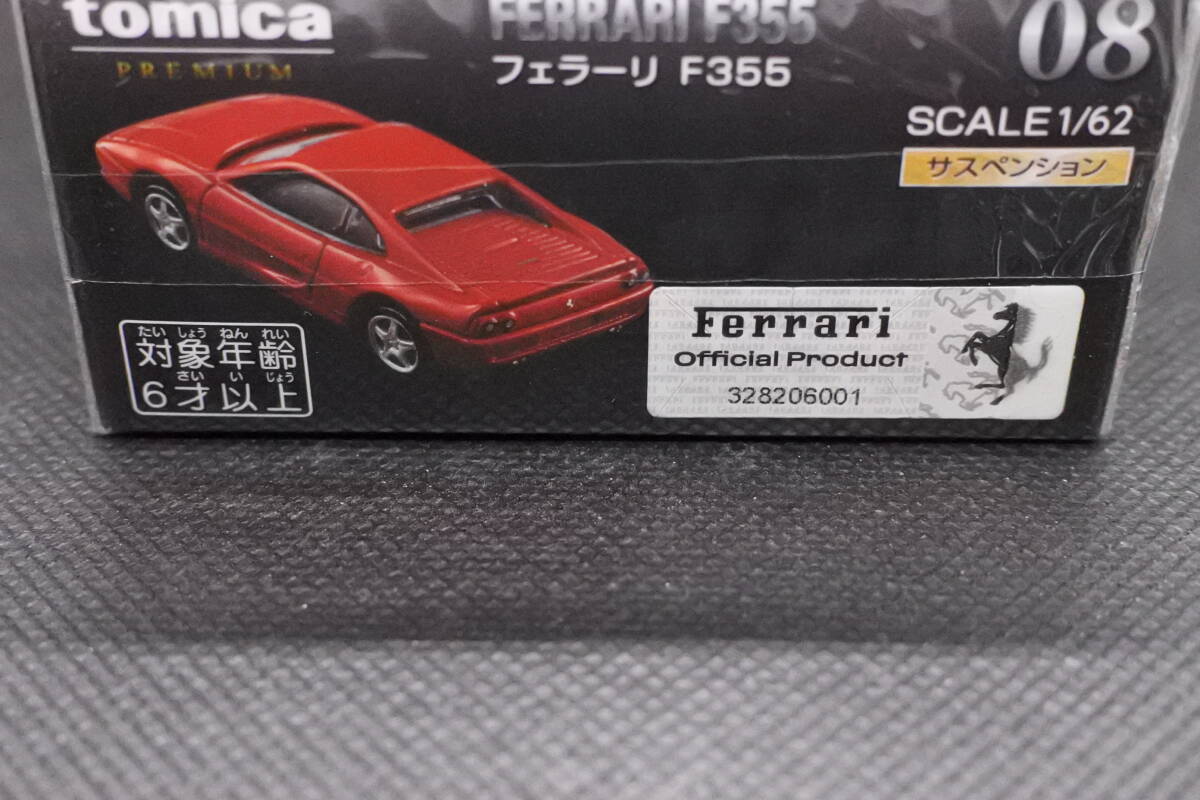 tomica
PREMIUM
FERRARI F355
フェラーリ F355
08
SCALE 1/62
サスペンション
たい しょう ねん れい
対象年齢
さい い じょう
6才以上
Ferrari
Official Product
328206001